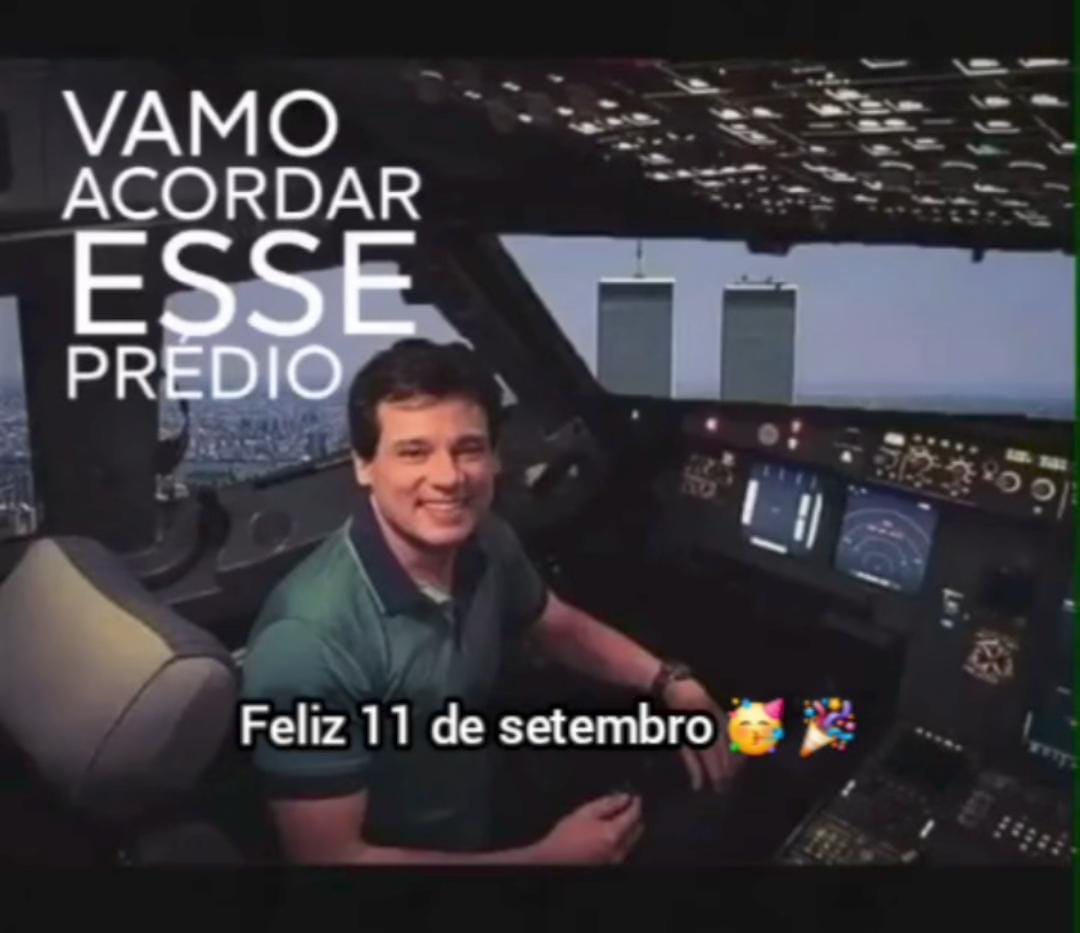 VAMO
ACORDAR
ESSE
PRÉDIO
Feliz 11 de setembro 🥳 🎉